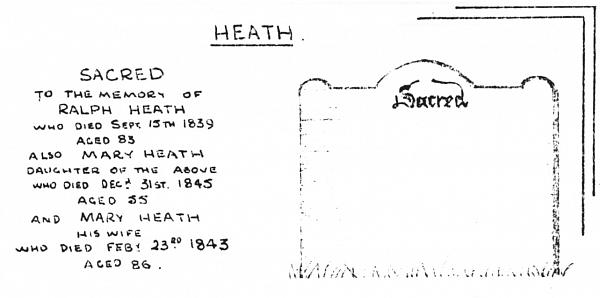 HEATH.
SACRED
TO THE MEMORY OF
RALPH HEATH
WHO DIED SEPT. 15TH 1839
AGED 83
ALSO MARY HEATH
DAUGHTER OF THE ABOVE
WHO DIED DECR. 31ST. 1845
AGED 55
AND MARY HEATH
HIS WIFE
WHO DIED FEBY. 23RD 1843
AGED 86.
Sacred